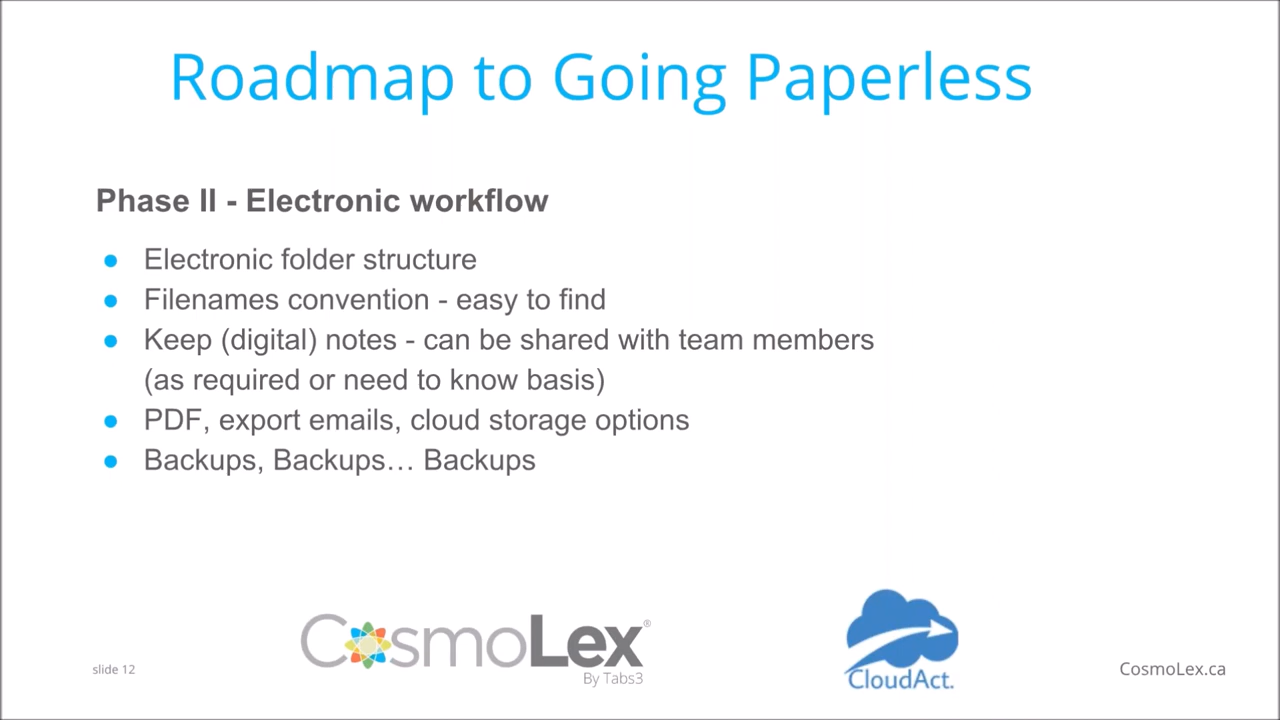 Roadmap to Going Paperless
Phase II - Electronic workflow
● Electronic folder structure
● Filenames convention - easy to find
● Keep (digital) notes - can be shared with team members
(as required or need to know basis)
● PDF, export emails, cloud storage options
● Backups, Backups… Backups
CosmoLex®
By Tabs3
CloudAct.
slide 12
CosmoLex.ca